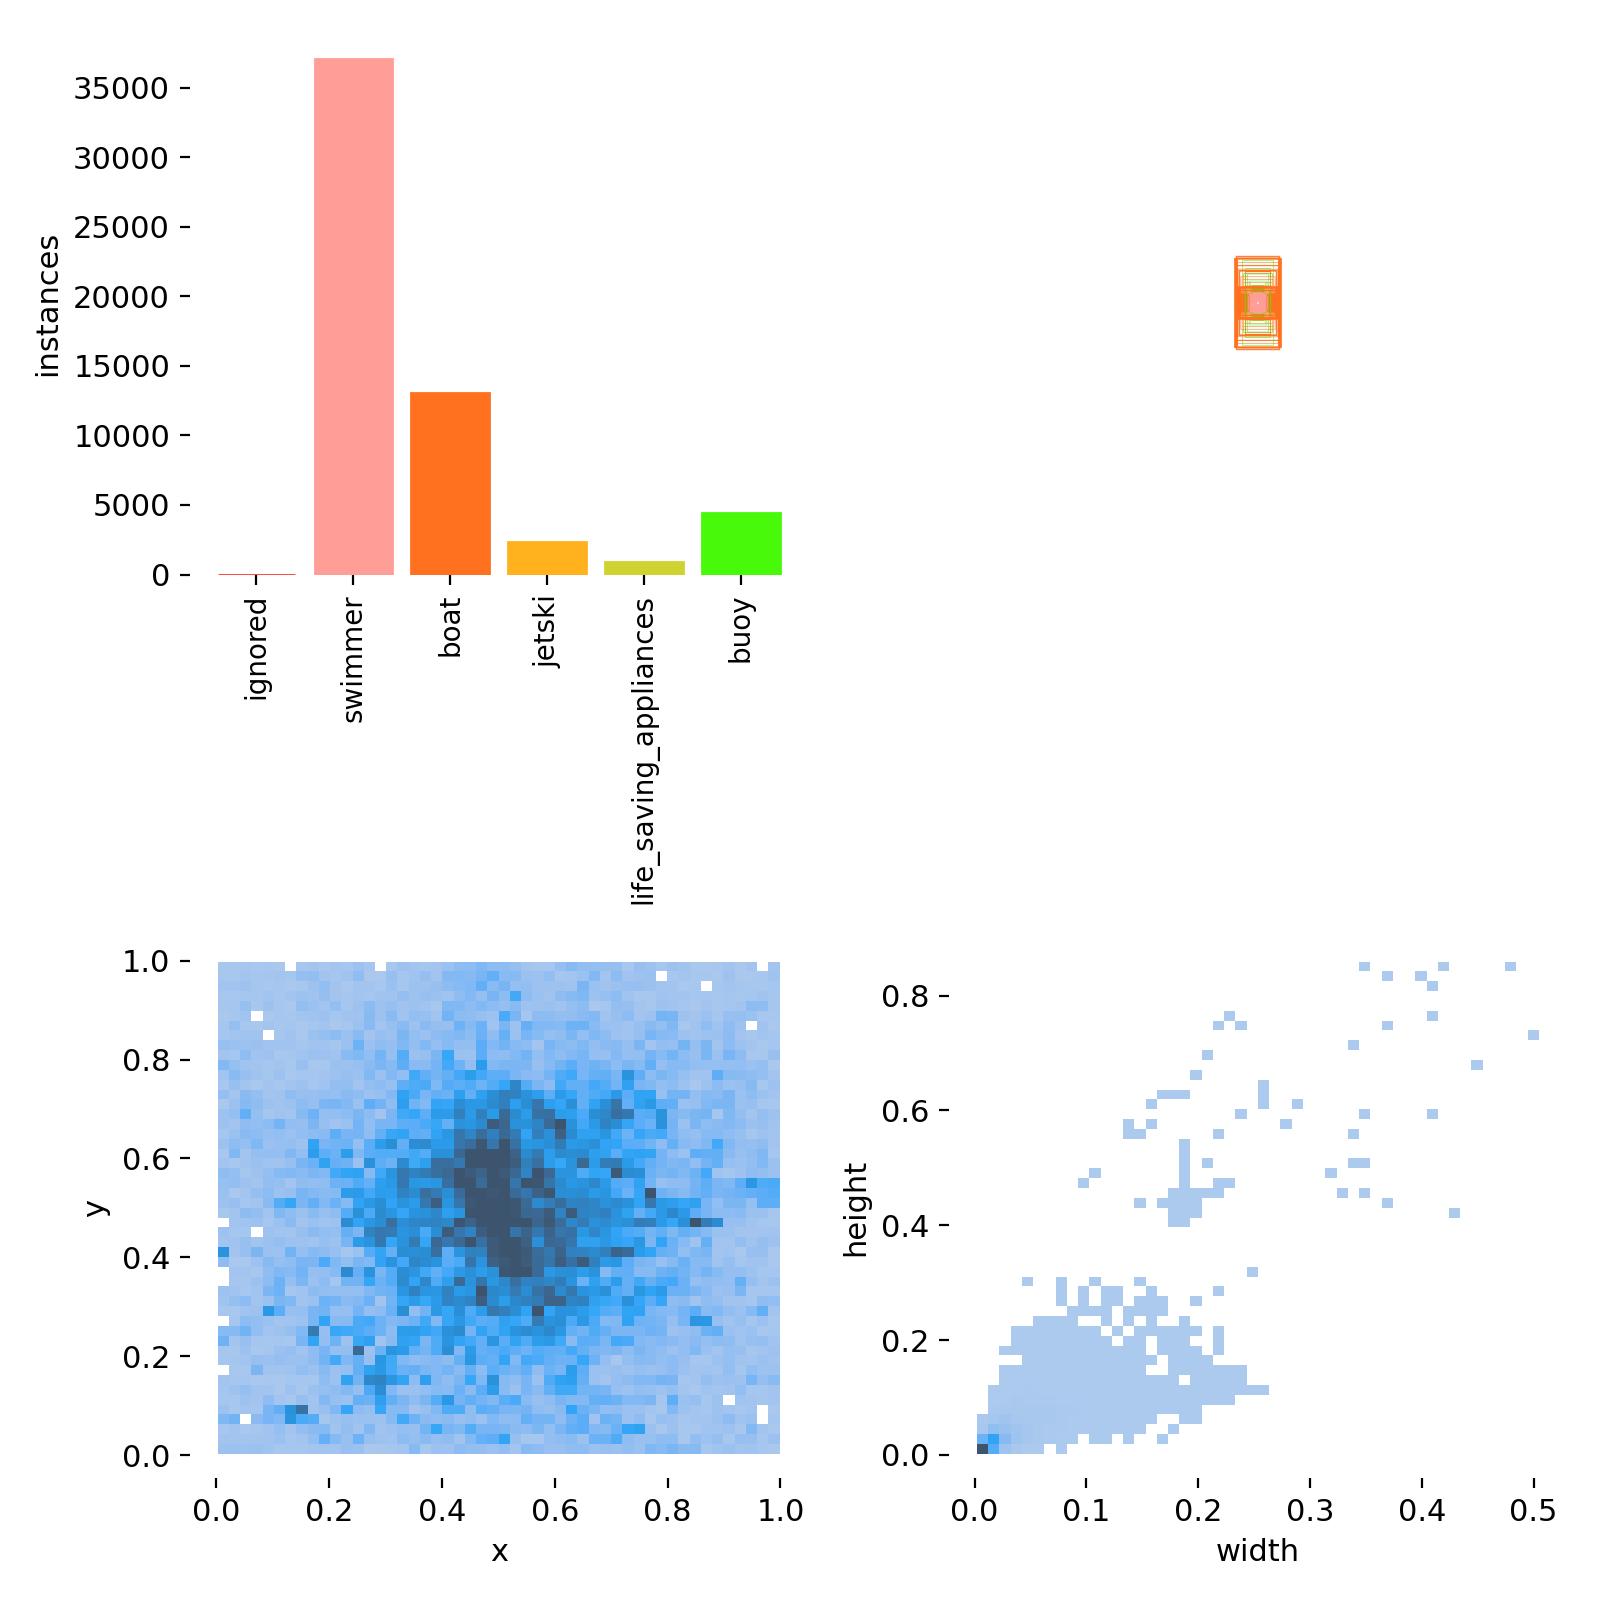 35000
30000
25000
20000
15000
10000
5000
0
instances
ignored
swimmer
boat
jetski
life_saving_appliances
buoy
1.0
0.8
0.6
0.4
0.2
0.0
y
0.0 0.2 0.4 0.6 0.8 1.0
x
0.8
0.6
0.4
0.2
0.0
height
0.0 0.1 0.2 0.3 0.4 0.5
width